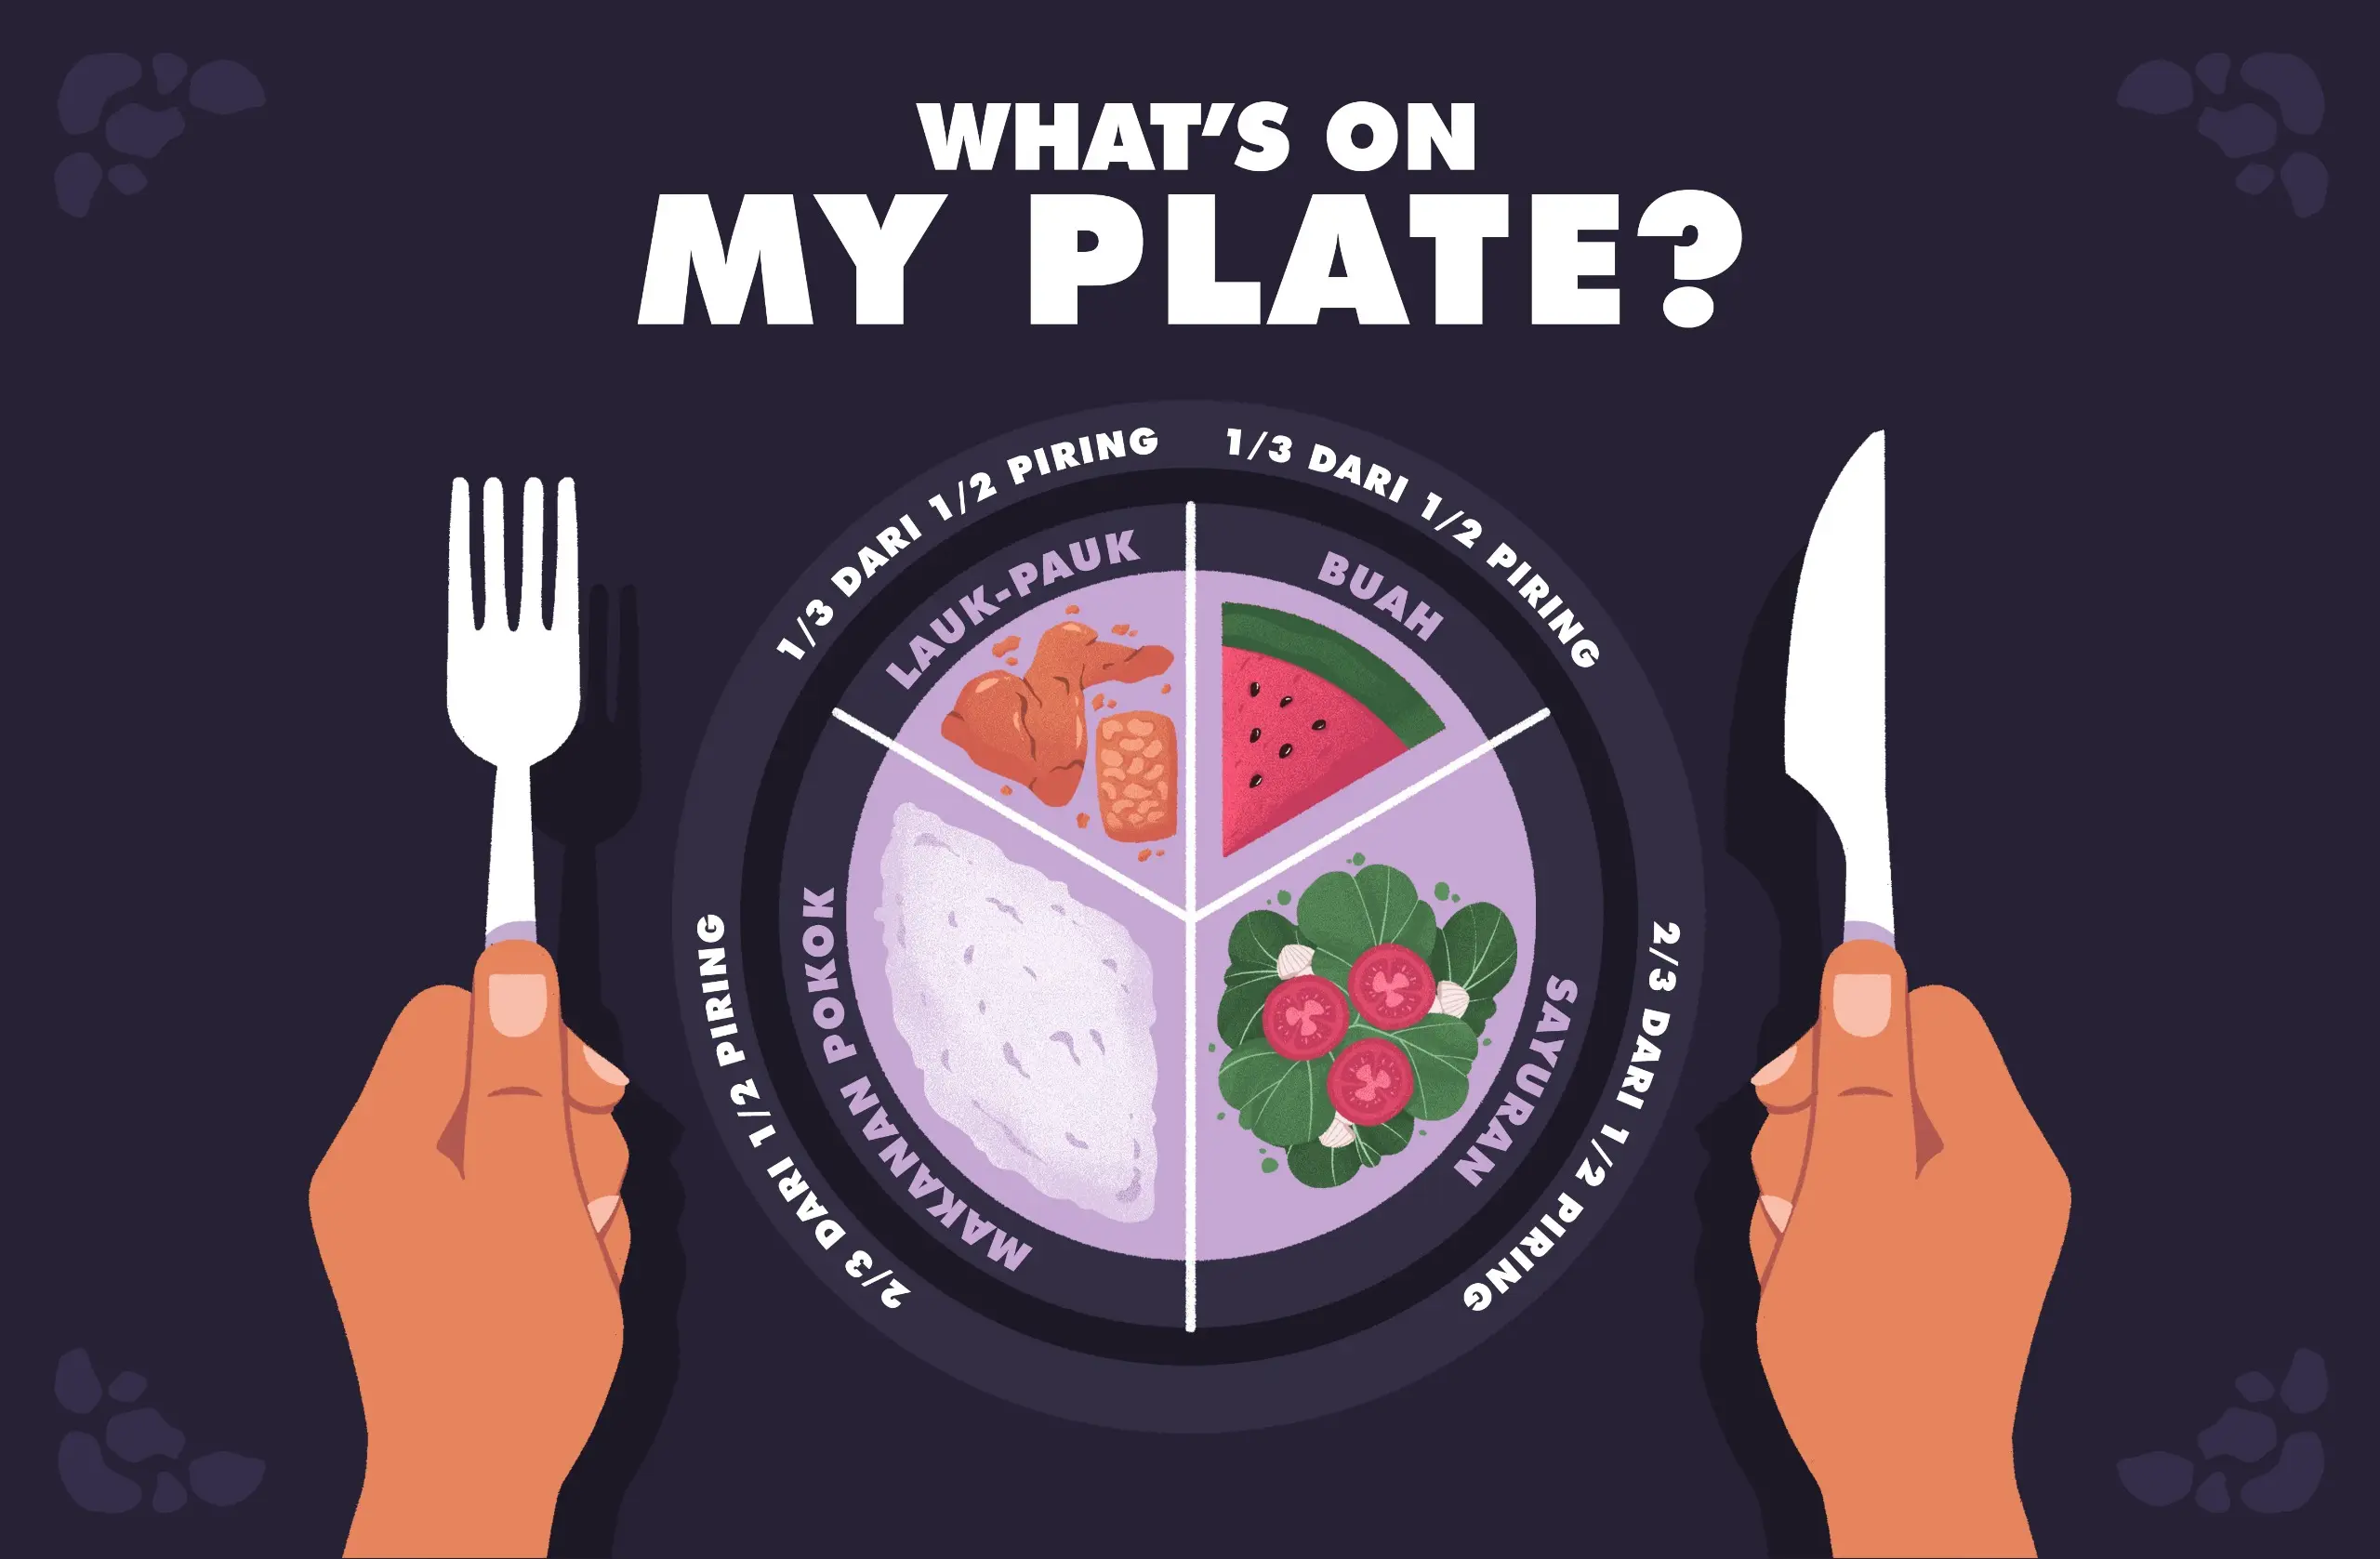 WHAT'S ON
MY PLATE?
1/3 DARI 1/2 PIRING
1/3 DARI 1/2 PIRING
LAUK-PAUK
BUAH
MAKANAN POKOK
SAYURAN
2/3 DARI 1/2 PIRING
2/3 DARI 1/2 PIRING